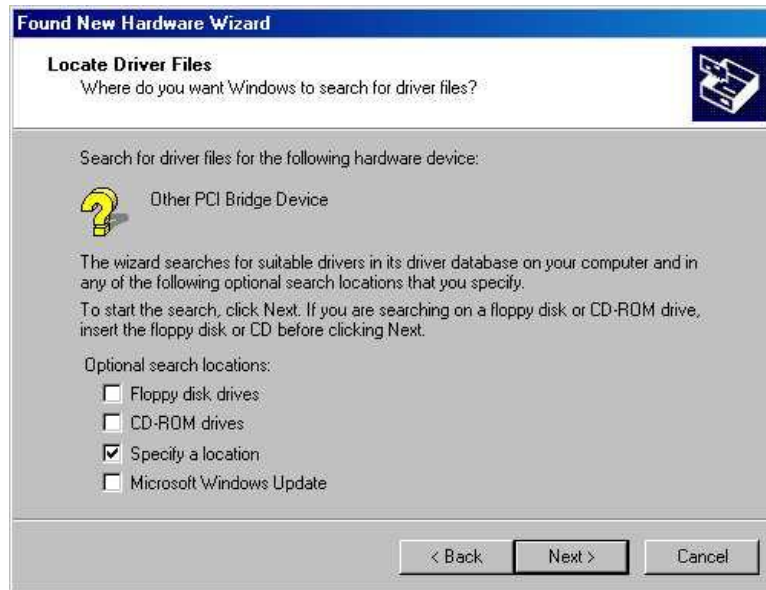 Found New Hardware Wizard
Locate Driver Files
Where do you want Windows to search for driver files?
Search for driver files for the following hardware device:
Other PCI Bridge Device
The wizard searches for suitable drivers in its driver database on your computer and in
any of the following optional search locations that you specify.
To start the search, click Next. If you are searching on a floppy disk or CD-ROM drive,
insert the floppy disk or CD before clicking Next.
Optional search locations:
Floppy disk drives
CD-ROM drives
Specify a location
Microsoft Windows Update
< Back Next > Cancel